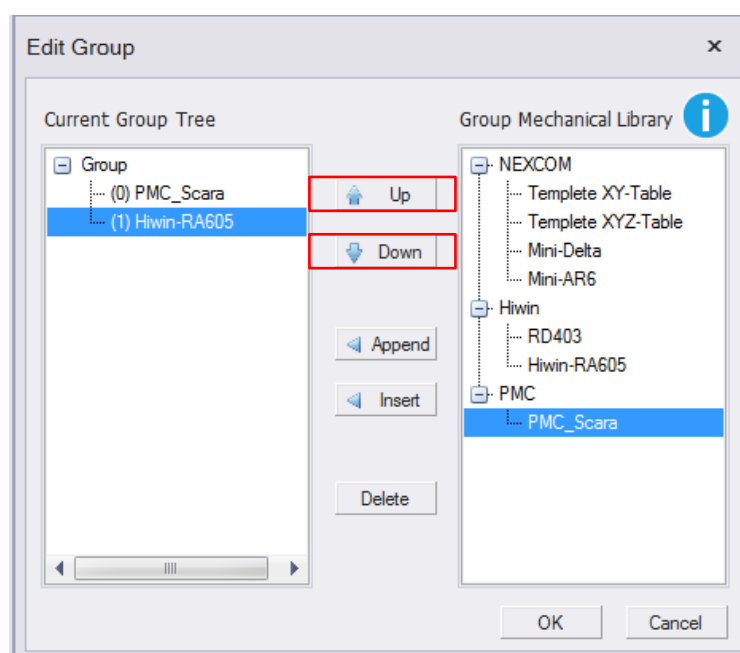 Edit Group
Current Group Tree
Group
(0) PMC_Scara
(1) Hiwin-RA605
Up
Down
Append
Insert
Delete
Group Mechanical Library
NEXCOM
Templete XY-Table
Templete XYZ-Table
Mini-Delta
Mini-AR6
Hiwin
RD403
Hiwin-RA605
PMC
PMC_Scara
OK
Cancel